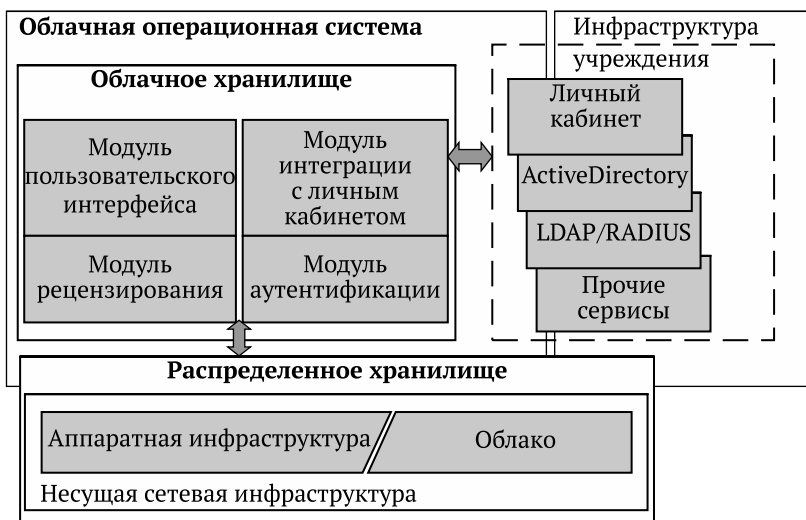 Облачная операционная система
Облачное хранилище
Модуль
пользовательского
интерфейса
Модуль
интеграции
с личным
кабинетом
Модуль
рецензирования
Модуль
аутентификации
Инфраструктура
учреждения
Личный
кабинет
ActiveDirectory
LDAP/RADIUS
Прочие
сервисы
Распределенное хранилище
Аппаратная инфраструктура
Облако
Несущая сетевая инфраструктура